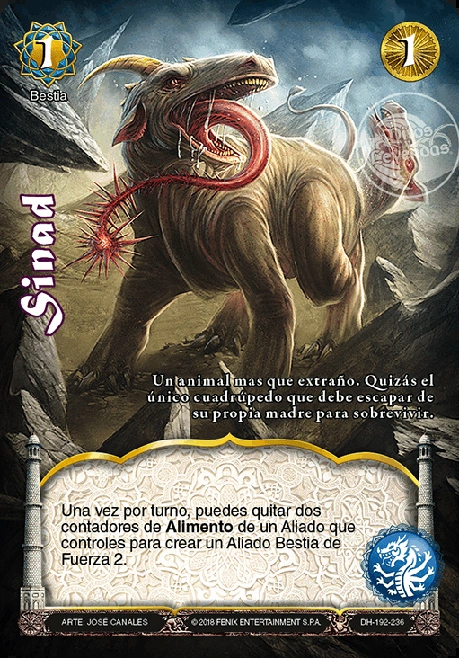 1
1
Bestia
Sinad
Un animal mas que extraño. Quizás el
único cuadrúpedo que debe escapar de
su propia madre para sobrevivir.
Una vez por turno, puedes quitar dos
contadores de Alimento de un Aliado que
controles para crear un Aliado Bestia de
Fuerza 2.
ARTE JOSÉ CANALES
©2018 FENIX ENTERTAINMENT S.P.A.
DH-192-236